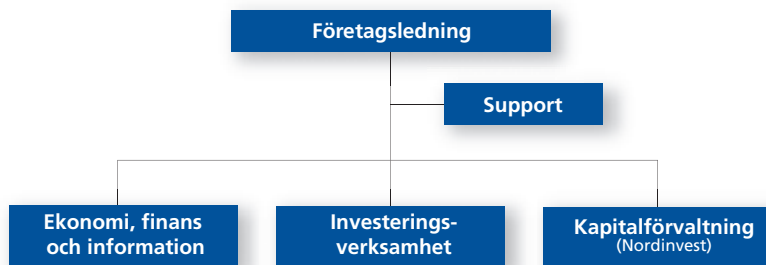 Företagsledning
Support
Ekonomi, finans
och information
Investerings-
verksamhet
Kapitalförvaltning
(Nordinvest)